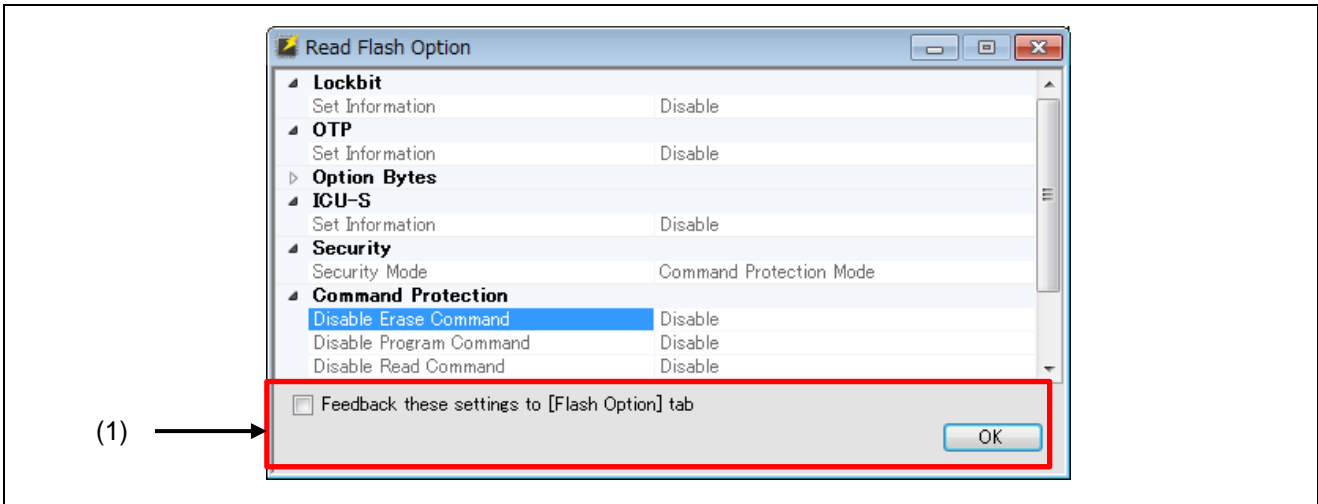 Read Flash Option
Lockbit
Set Information Disable
OTP
Set Information Disable
Option Bytes
ICU-S
Set Information Disable
Security
Security Mode Command Protection Mode
Command Protection
Disable Erase Command Disable
Disable Program Command Disable
Disable Read Command Disable
Feedback these settings to [Flash Option] tab
(1)
OK